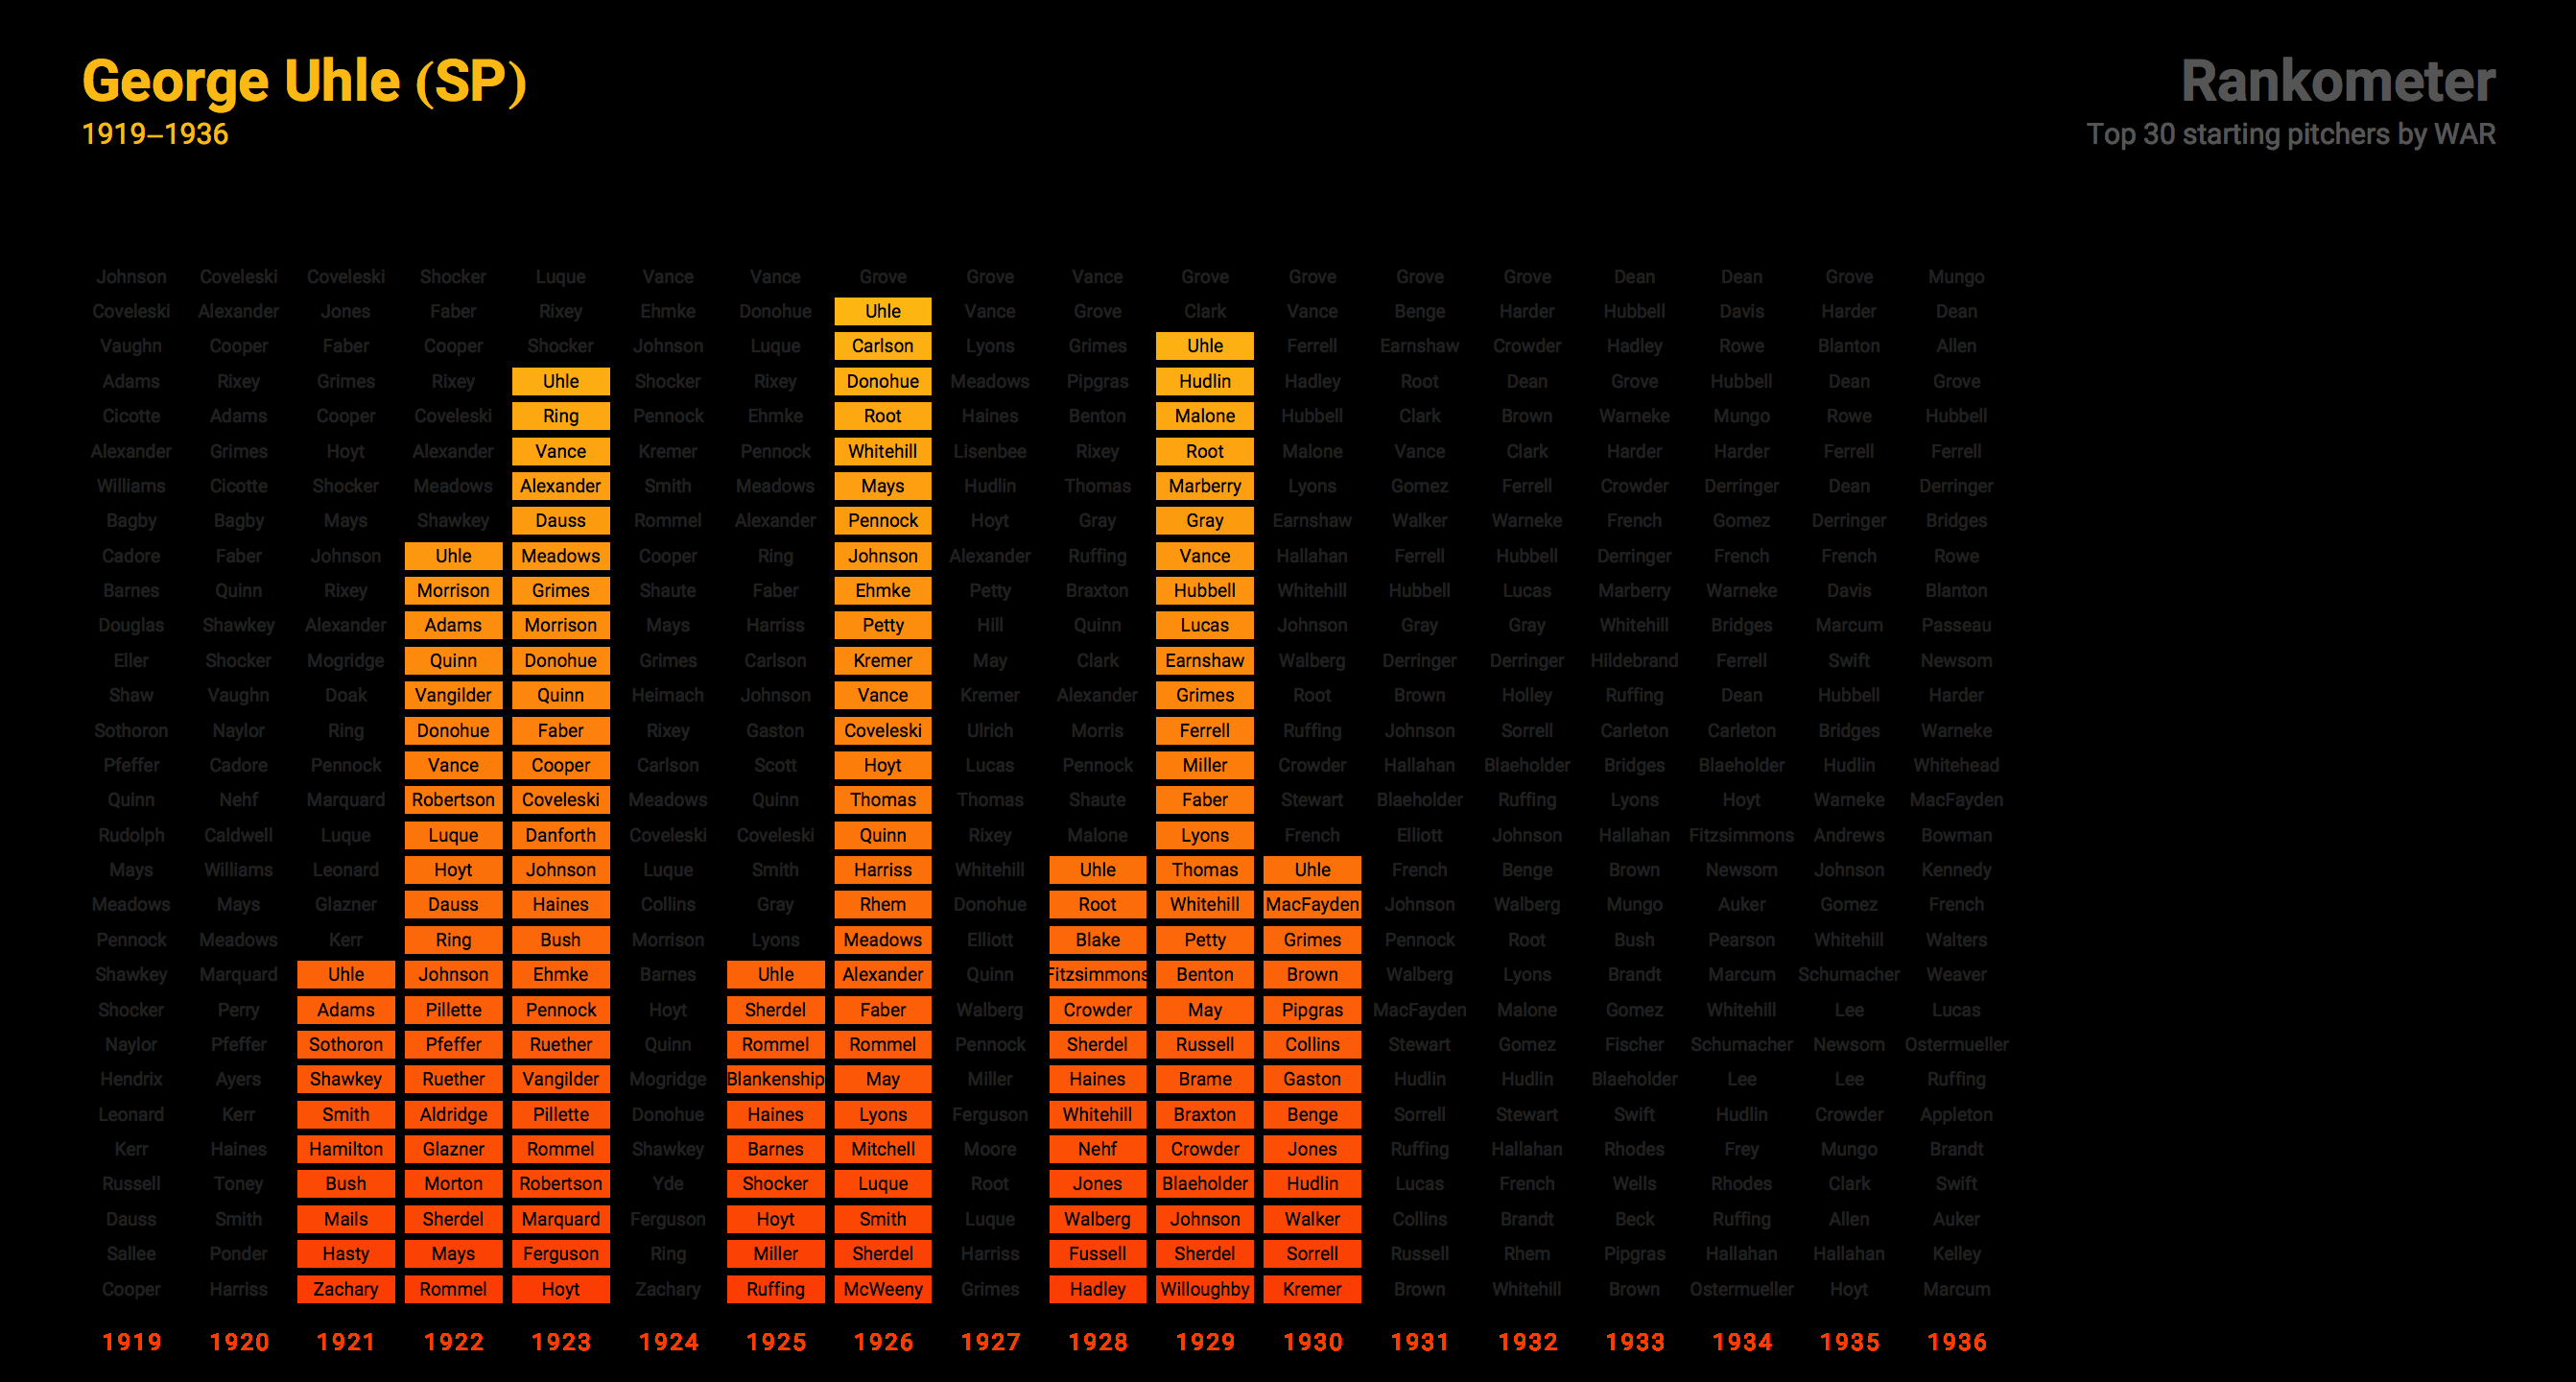 George Uhle (SP)
1919–1936
Rankometer
Top 30 starting pitchers by WAR
Johnson Coveleski Coveleski Shocker Luque Vance Vance Grove Grove Vance Grove Grove Grove Grove Dean Dean Grove Mungo
Coveleski Alexander Jones Faber Rixey Ehmke Donohue Uhle Vance Grove Clark Vance Benge Harder Hubbell Davis Harder Dean
Vaughn Cooper Faber Cooper Shocker Johnson Luque Carlson Lyons Grimes Uhle Ferrell Earnshaw Crowder Hadley Rowe Blanton Allen
Adams Rixey Grimes Rixey Uhle Shocker Rixey Donohue Meadows Pipgras Hudlin Hadley Root Dean Grove Hubbell Dean Grove
Cicotte Adams Cooper Coveleski Ring Pennock Ehmke Root Haines Benton Malone Hubbell Clark Brown Warneke Mungo Rowe Hubbell
Alexander Grimes Hoyt Alexander Vance Kremer Pennock Whitehill Lisenbee Rixey Root Malone Vance Clark Harder Harder Ferrell Ferrell
Williams Cicotte Shocker Meadows Alexander Smith Meadows Mays Hudlin Thomas Marberry Lyons Gomez Ferrell Crowder Derringer Dean Derringer
Bagby Bagby Mays Shawkey Dauss Rommel Alexander Pennock Hoyt Gray Gray Earnshaw Walker Warneke French Gomez Derringer Bridges
Cadore Faber Johnson Uhle Meadows Cooper Ring Johnson Alexander Ruffing Vance Hallahan Ferrell Hubbell Derringer French French Rowe
Barnes Quinn Rixey Morrison Grimes Shaute Faber Ehmke Petty Braxton Hubbell Whitehill Hubbell Lucas Marberry Warneke Davis Blanton
Douglas Shawkey Alexander Adams Morrison Mays Harriss Petty Hill Quinn Lucas Johnson Gray Gray Whitehill Bridges Marcum Passeau
Eller Shocker Mogridge Quinn Donohue Grimes Carlson Kremer May Clark Earnshaw Walberg Derringer Derringer Hildebrand Ferrell Swift Newsom
Shaw Vaughn Doak Vangilder Quinn Heimach Johnson Vance Kremer Alexander Grimes Root Brown Holley Ruffing Dean Hubbell Harder
Sothoron Naylor Ring Donohue Faber Rixey Gaston Coveleski Ulrich Morris Ferrell Ruffing Johnson Sorrell Carleton Carleton Bridges Warneke
Pfeffer Cadore Pennock Vance Cooper Carlson Scott Hoyt Lucas Pennock Miller Crowder Hallahan Blaeholder Bridges Blaeholder Hudlin Whitehead
Quinn Nehf Marquard Robertson Coveleski Meadows Quinn Thomas Thomas Shaute Faber Stewart Blaeholder Ruffing Lyons Hoyt Warneke MacFayden
Rudolph Caldwell Luque Luque Danforth Coveleski Coveleski Quinn Rixey Malone Lyons French Elliott Johnson Hallahan Fitzsimmons Andrews Bowman
Mays Williams Leonard Hoyt Johnson Luque Smith Harriss Whitehill Uhle Thomas Uhle French Benge Brown Newsom Johnson Kennedy
Meadows Mays Glazner Dauss Haines Collins Gray Rhem Donohue Root Whitehill MacFayden Johnson Walberg Mungo Auker Gomez French
Pennock Meadows Kerr Ring Bush Morrison Lyons Meadows Elliott Blake Petty Grimes Pennock Root Bush Pearson Whitehill Walters
Shawkey Marquard Uhle Johnson Ehmke Barnes Uhle Alexander Quinn Fitzsimmons Benton Brown Walberg Lyons Brandt Marcum Schumacher Weaver
Shocker Perry Adams Pillette Pennock Hoyt Sherdel Faber Walberg Crowder May Pipgras MacFayden Malone Gomez Whitehill Lee Lucas
Naylor Pfeffer Sothoron Pfeffer Ruether Quinn Rommel Rommel Pennock Sherdel Russell Collins Stewart Gomez Fischer Schumacher Newsom Ostermueller
Hendrix Ayers Shawkey Ruether Vangilder Mogridge Blankenship May Miller Haines Brame Gaston Hudlin Hudlin Blaeholder Lee Lee Ruffing
Leonard Kerr Smith Aldridge Pillette Donohue Haines Lyons Ferguson Whitehill Braxton Benge Sorrell Stewart Swift Hudlin Crowder Appleton
Kerr Haines Hamilton Glazner Rommel Shawkey Barnes Mitchell Moore Nehf Crowder Jones Ruffing Hallahan Rhodes Frey Mungo Brandt
Russell Toney Bush Morton Robertson Yde Shocker Luque Root Jones Blaeholder Hudlin Lucas French Wells Rhodes Clark Swift
Dauss Smith Mails Sherdel Marquard Ferguson Hoyt Smith Luque Walberg Johnson Walker Collins Brandt Beck Ruffing Allen Auker
Sallee Ponder Hasty Mays Ferguson Ring Miller Sherdel Harriss Fussell Sherdel Sorrell Russell Rhem Pipgras Hallahan Hallahan Kelley
Cooper Harriss Zachary Rommel Hoyt Zachary Ruffing McWeeny Grimes Hadley Willoughby Kremer Brown Whitehill Brown Ostermueller Hoyt Marcum
1919 1920 1921 1922 1923 1924 1925 1926 1927 1928 1929 1930 1931 1932 1933 1934 1935 1936